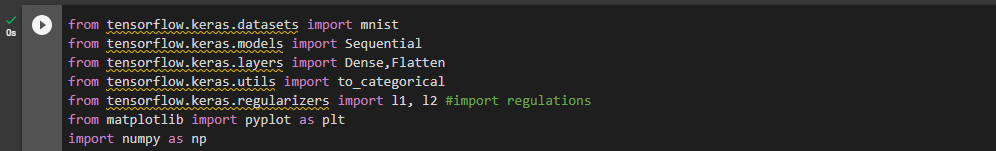 from tensorflow.keras.datasets import mnist
from tensorflow.keras.models import Sequential
from tensorflow.keras.layers import Dense,Flatten
from tensorflow.keras.utils import to_categorical
from tensorflow.keras.regularizers import l1, l2 #import regulations
from matplotlib import pyplot as plt
import numpy as np
0s